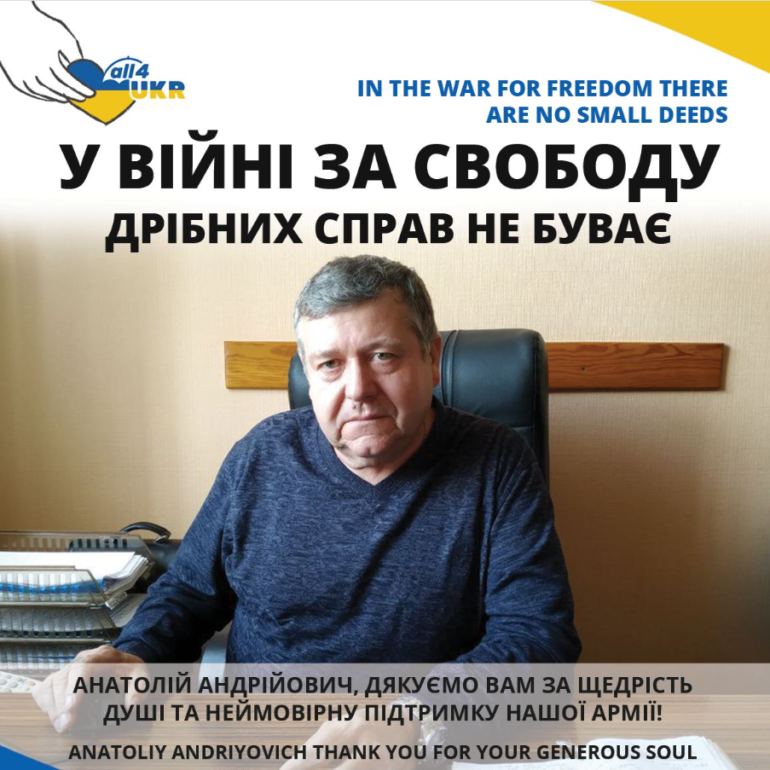 all4
UKR
IN THE WAR FOR FREEDOM THERE
ARE NO SMALL DEEDS
У ВІЙНІ ЗА СВОБОДУ
ДРІБНИХ СПРАВ НЕ БУВАЄ
АНАТОЛІЙ АНДРІЙОВИЧ, ДЯКУЄМО ВАМ ЗА ЩЕДРІСТЬ
ДУШІ ТА НЕЙМОВІРНУ ПІДТРИМКУ НАШОЇ АРМІЇ!
ANATOLIY ANDRIYOVICH THANK YOU FOR YOUR GENEROUS SOUL